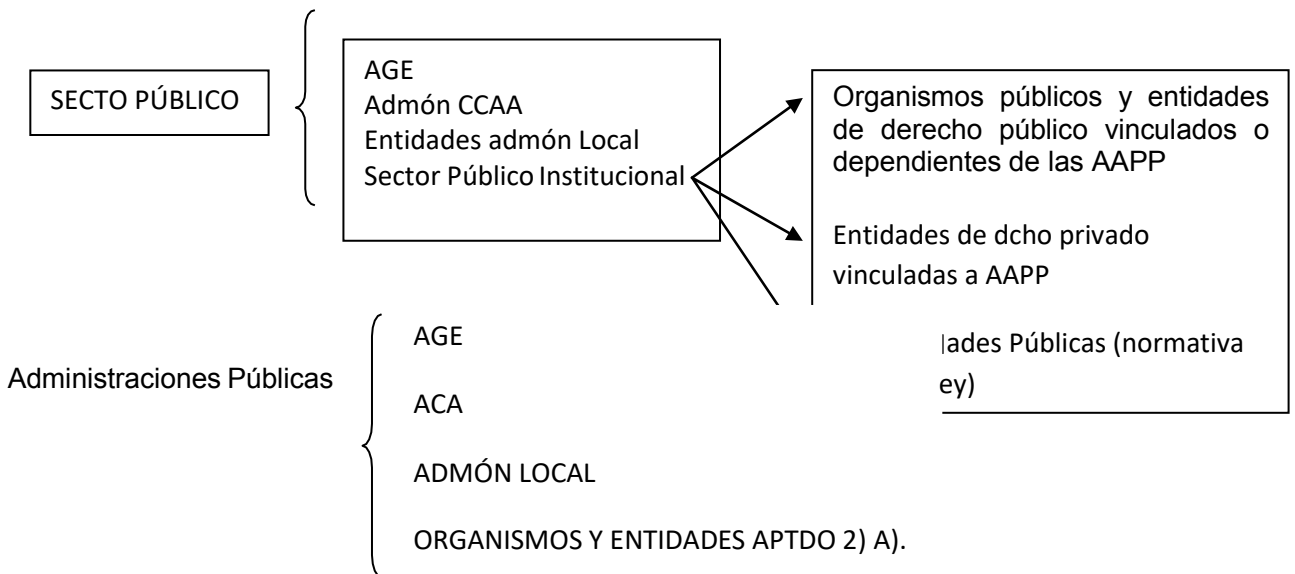 SECTO PÚBLICO
AGE
Admón CCAA
Entidades admón Local
Sector Público Institucional
Organismos públicos y entidades
de derecho público vinculados o
dependientes de las AAPP
Entidades de dcho privado
vinculadas a AAPP
Públicas (normativa
Administraciones Públicas
AGE
ACA
ADMÓN LOCAL
ORGANISMOS Y ENTIDADES APTDO 2) A).